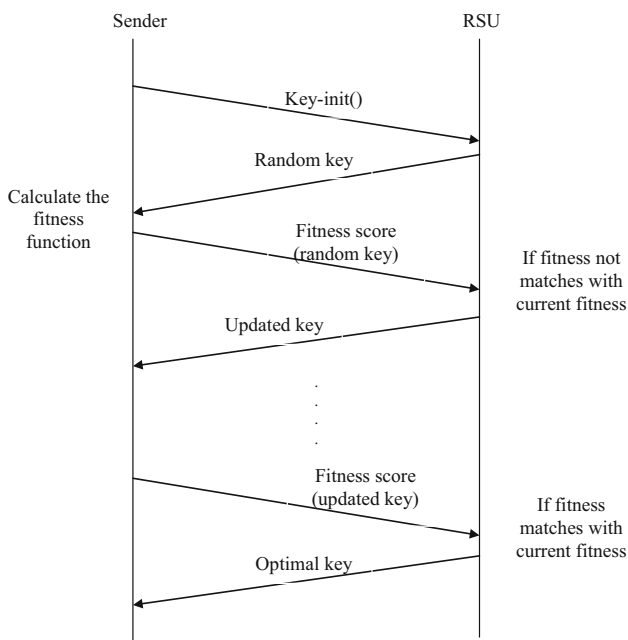 Sender
RSU
Key-init()
Random key
Calculate the
fitness
function
Fitness score
(random key)
If fitness not
matches with
current fitness
Updated key
.
.
.
.
Fitness score
(updated key)
If fitness
matches with
current fitness
Optimal key